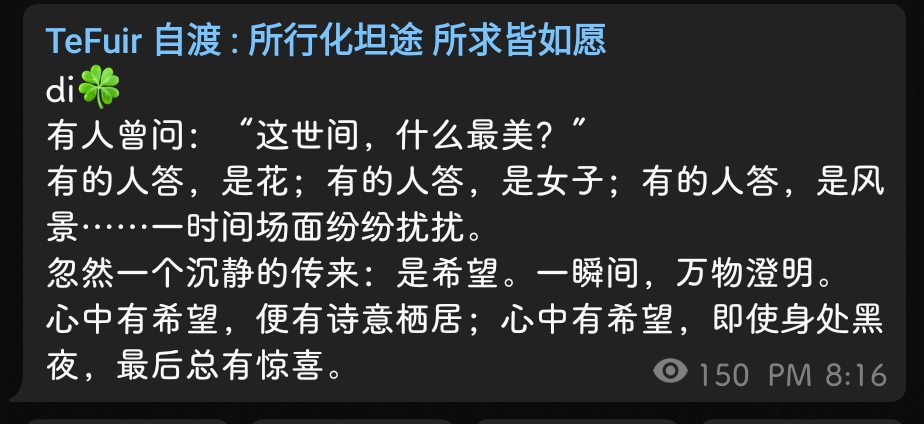 TeFuir 自渡 : 所行化坦途 所求皆如愿
di🍀
有人曾问：“这世间，什么最美？”
有的人答，是花；有的人答，是女子；有的人答，是风
景……一时间场面纷纷扰扰。
忽然一个沉静的传来：是希望。一瞬间，万物澄明。
心中有希望，便有诗意栖居；心中有希望，即使身处黑
夜，最后总有惊喜。
150 PM 8:16